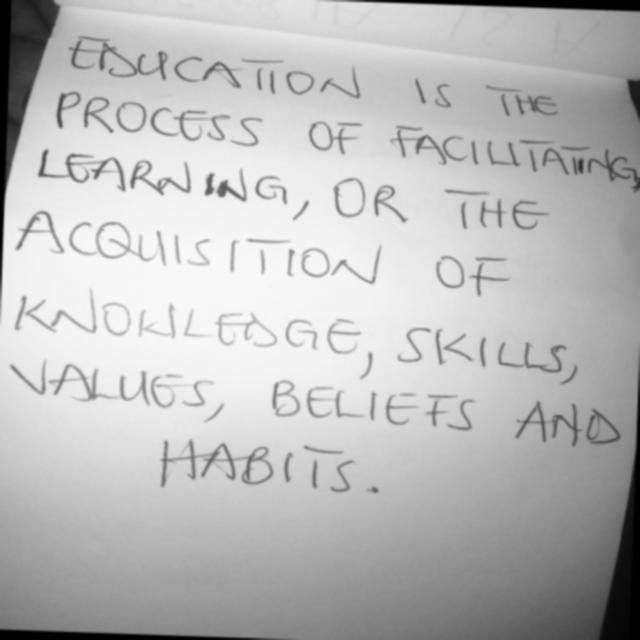 EDUCATION IS THE
PROCESS OF FACILITATING
LEARNING, OR THE
ACQUISITION OF
KNOWLEDGE, SKILLS,
VALUES, BELIEFS AND
HABITS.